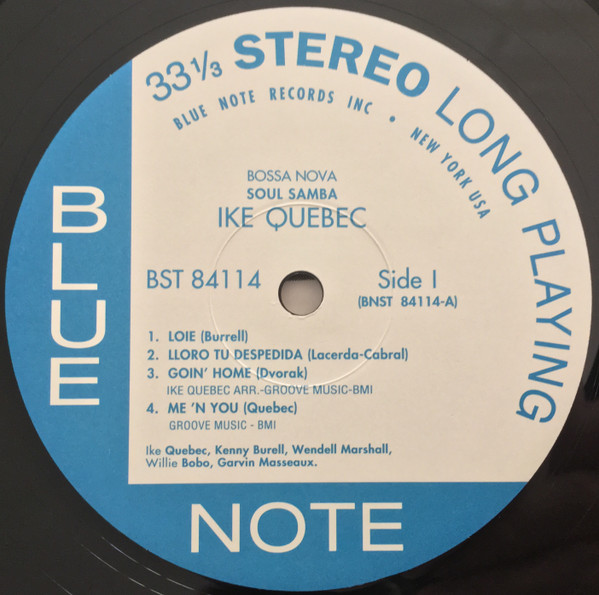 33⅓ STEREO LONG PLAYING
BLUE NOTE RECORDS INC • NEW YORK USA
BOSSA NOVA
SOUL SAMBA
IKE QUEBEC
BST 84114
Side I
(BNST 84114-A)
1. LOIE (Burrell)
2. LLORO TU DESPEDIDA (Lacerda-Cabral)
3. GOIN' HOME (Dvorak)
IKE QUEBEC ARR.-GROOVE MUSIC-BMI
4. ME 'N YOU (Quebec)
GROOVE MUSIC - BMI
Ike Quebec, Kenny Burell, Wendell Marshall,
Willie Bobo, Garvin Masseaux.
BLUE
NOTE